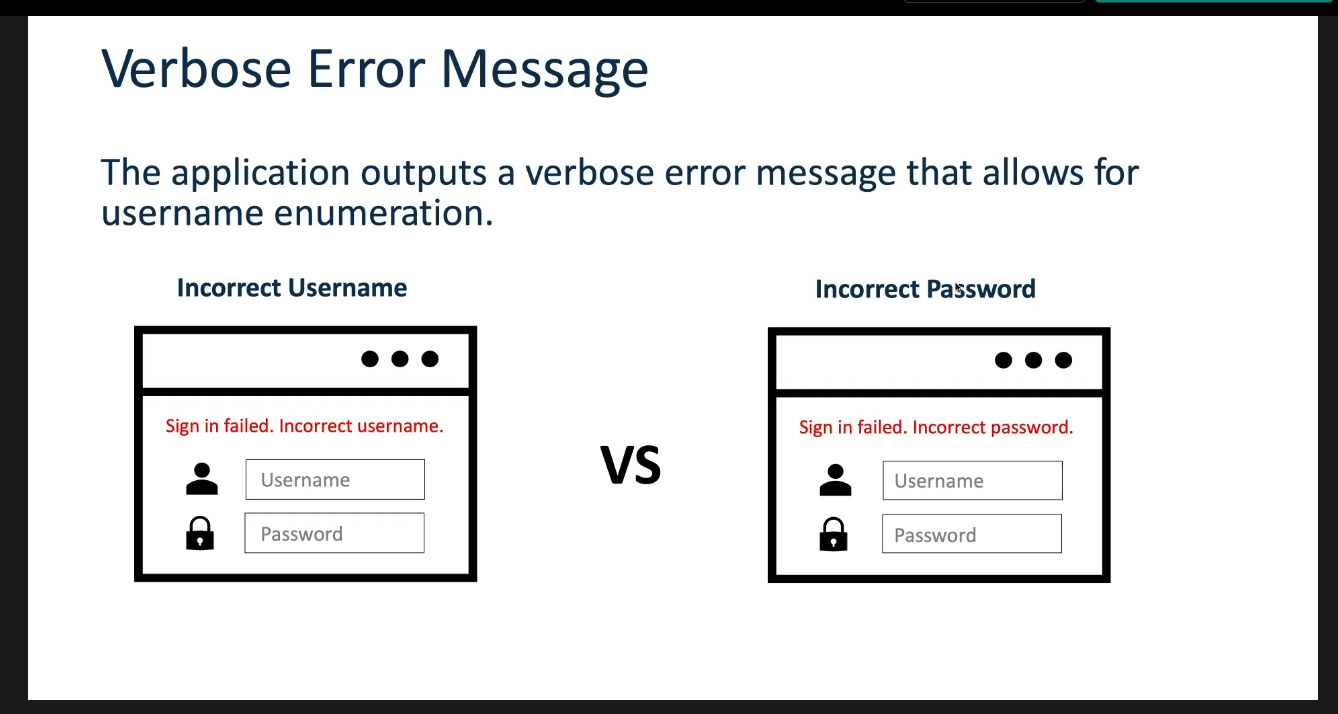 Verbose Error Message
The application outputs a verbose error message that allows for
username enumeration.
Incorrect Username
Sign in failed. Incorrect username.
Username
Password
VS
Incorrect Password
Sign in failed. Incorrect password.
Username
Password